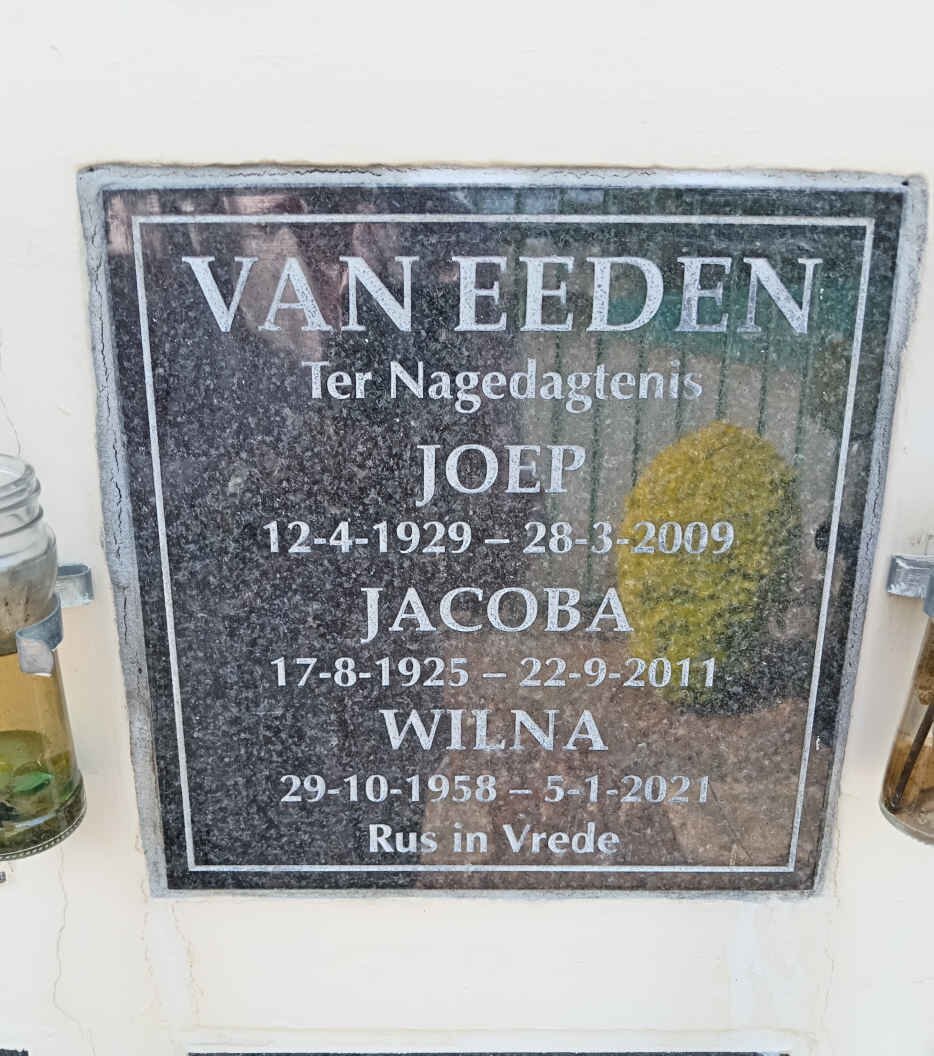 VAN EEDEN
Ter Nagedagtenis
JOEP
12-4-1929 – 28-3-2009
JACOBA
17-8-1925 – 22-9-2011
WILNA
29-10-1958 – 5-1-2021
Rus in Vrede